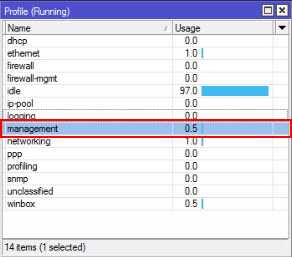 Profile (Running)
Name / Usage
dhcp 0.0
ethernet 1.0
firewall 0.0
firewall-mgmt 0.0
idle 97.0
ip-pool 0.0
logging 0.0
management 0.5
networking 1.0
ppp 0.0
profiling 0.0
snmp 0.0
unclassified 0.0
winbox 0.5
14 items (1 selected)